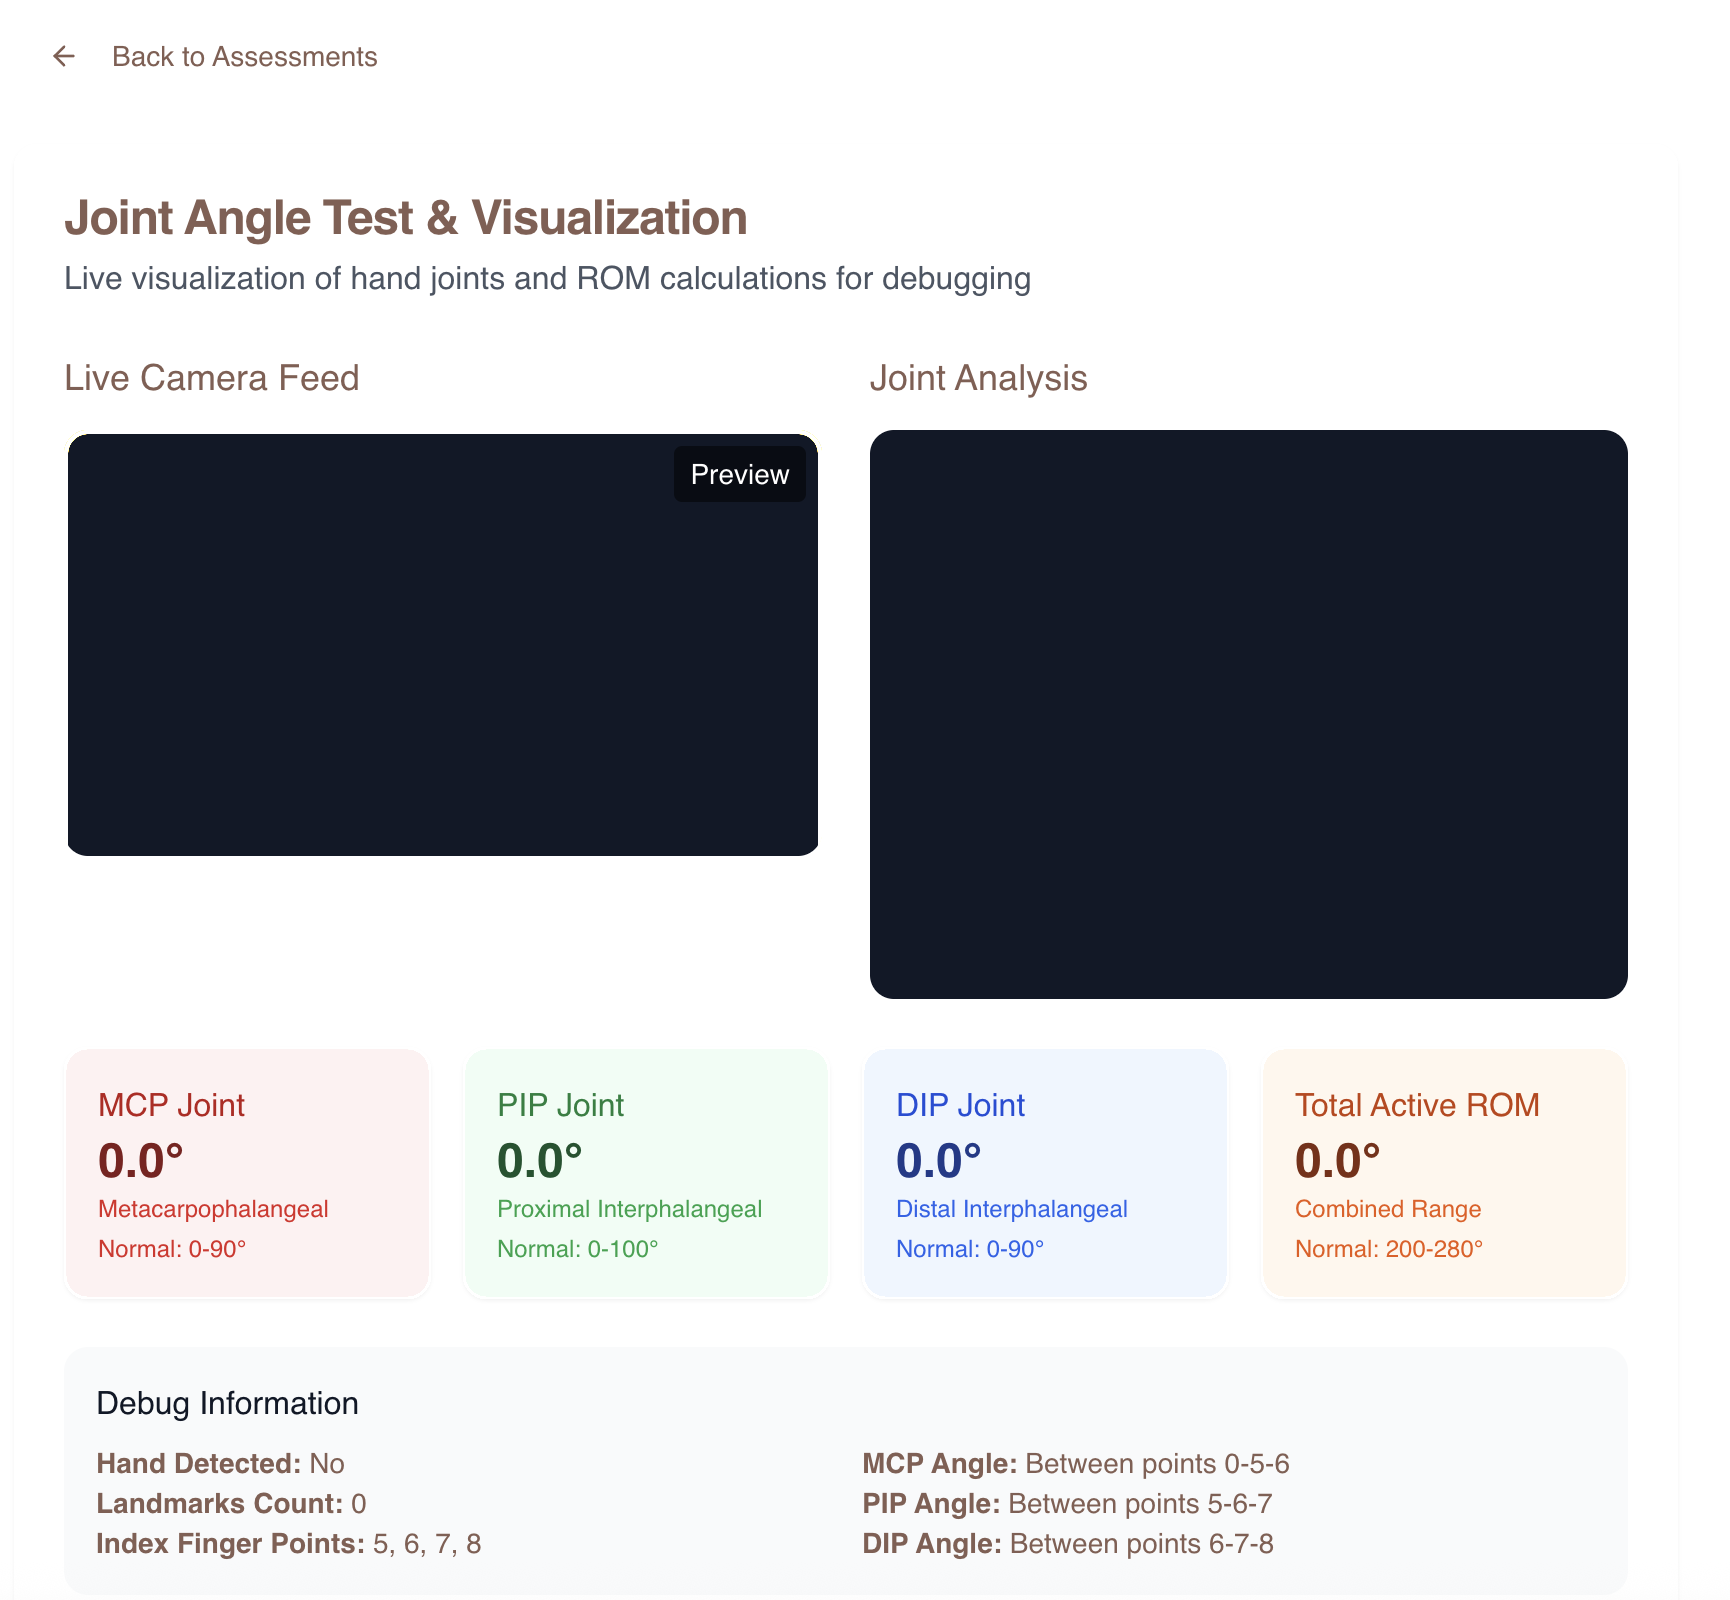 Back to Assessments
Joint Angle Test & Visualization
Live visualization of hand joints and ROM calculations for debugging
Live Camera Feed
Preview
Joint Analysis
MCP Joint
0.0°
Metacarpophalangeal
Normal: 0-90°
PIP Joint
0.0°
Proximal Interphalangeal
Normal: 0-100°
DIP Joint
0.0°
Distal Interphalangeal
Normal: 0-90°
Total Active ROM
0.0°
Combined Range
Normal: 200-280°
Debug Information
Hand Detected: No
Landmarks Count: 0
Index Finger Points: 5, 6, 7, 8
MCP Angle: Between points 0-5-6
PIP Angle: Between points 5-6-7
DIP Angle: Between points 6-7-8